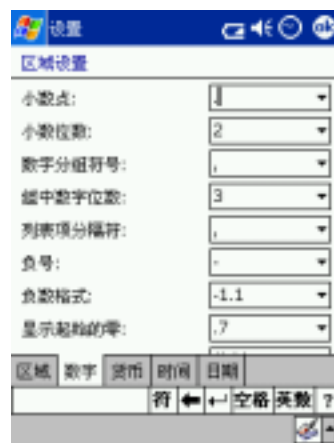 设置
ok
区域设置
小数点: .
小数位数: 2
数字分组符号: ,
组中数字位数: 3
列表项分隔符: ,
负号: -
负数格式: -1.1
显示起始的零: .7
区域 数字 货币 时间 日期
符 空格 英数 ?